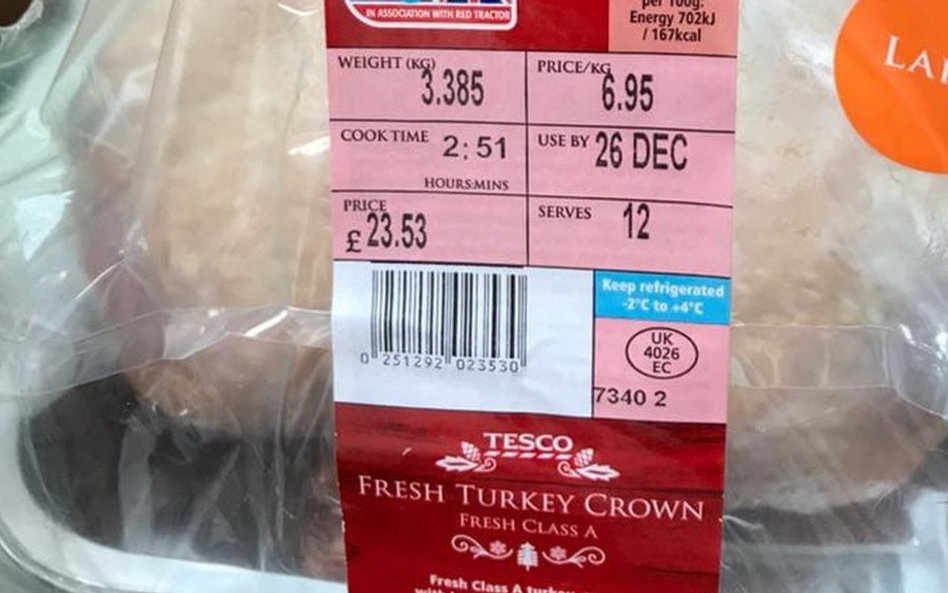 IN ASSOCIATION WITH RED TRACTOR
per 100g:
Energy 702kJ
/ 167kcal
WEIGHT (KG)
3.385
PRICE/KG
6.95
COOK TIME 2:51
HOURS:MINS
USE BY 26 DEC
PRICE
£23.53
SERVES 12
0 251292 023530
Keep refrigerated
-2°C to +4°C
UK
4026
EC
7340 2
TESCO
FRESH TURKEY CROWN
FRESH CLASS A
Fresh Class A